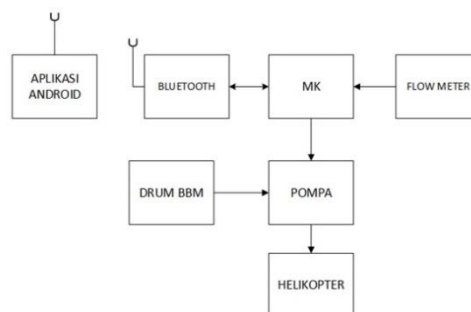 APLIKASI
ANDROID
BLUETOOTH
MK
FLOW METER
DRUM BBM
POMPA
HELIKOPTER